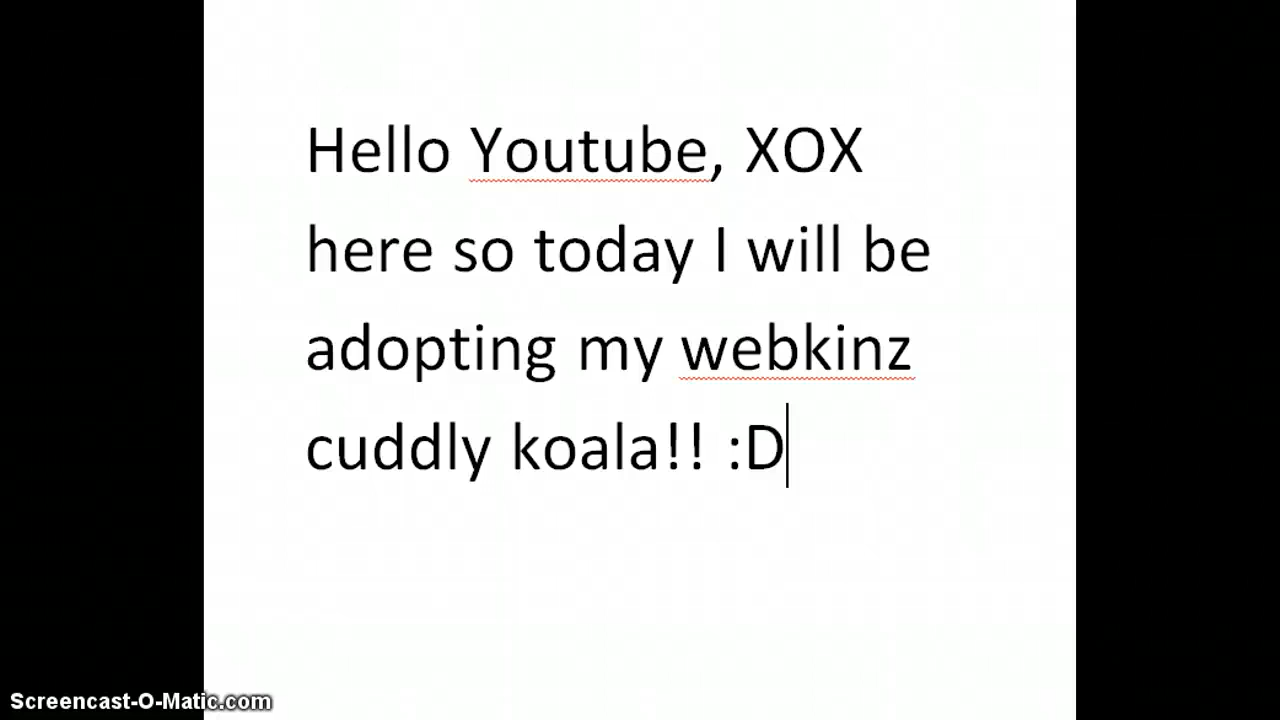 Hello Youtube, XOX
here so today I will be
adopting my webkinz
cuddly koala!! :D
Screencast-O-Matic.com